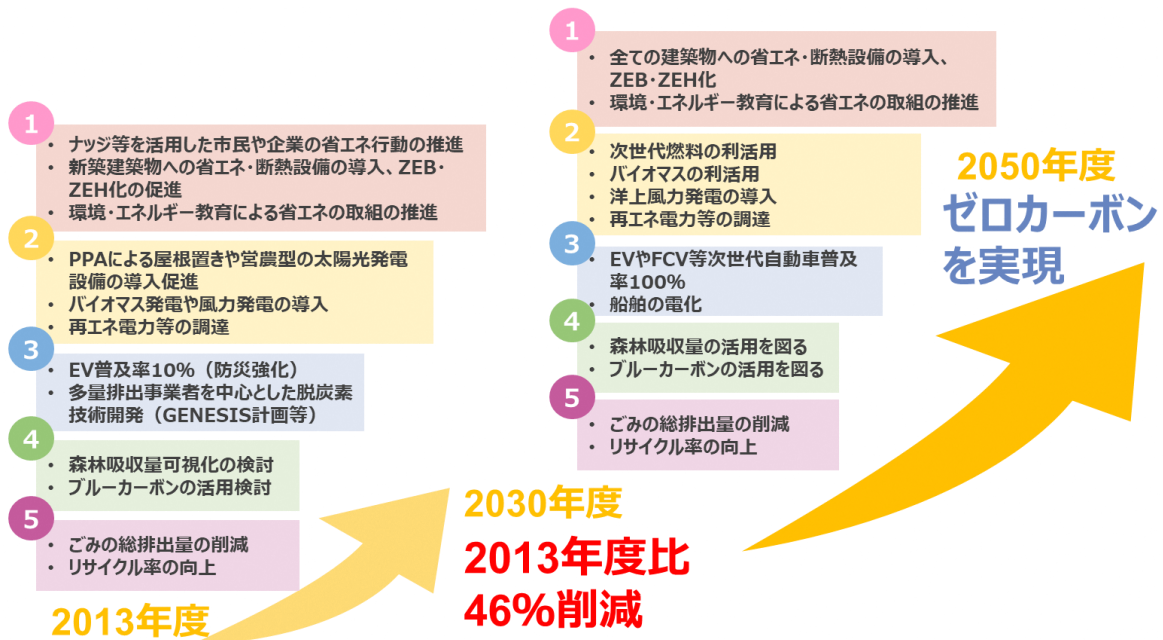 1
・ ナッジ等を活用した市民や企業の省エネ行動の推進
・ 新築建築物への省エネ・断熱設備の導入、ZEB・
ZEH化の促進
・ 環境・エネルギー教育による省エネの取組の推進
2
・ PPAによる屋根置きや営農型の太陽光発電
設備の導入促進
・ バイオマス発電や風力発電の導入
・ 再エネ電力等の調達
3
・ EV普及率10%（防災強化）
・ 多量排出事業者を中心とした脱炭素
技術開発（GENESIS計画等）
4
・ 森林吸収量可視化の検討
・ ブルーカーボンの活用検討
5
・ ごみの総排出量の削減
・ リサイクル率の向上
2013年度
2030年度
2013年度比
46%削減
1
・ 全ての建築物への省エネ・断熱設備の導入、
ZEB・ZEH化
・ 環境・エネルギー教育による省エネの取組の推進
2
・ 次世代燃料の利活用
・ バイオマスの利活用
・ 洋上風力発電の導入
・ 再エネ電力等の調達
3
・ EVやFCV等次世代自動車普及
率100%
・ 船舶の電化
4
・ 森林吸収量の活用を図る
・ ブルーカーボンの活用を図る
5
・ ごみの総排出量の削減
・ リサイクル率の向上
2050年度
ゼロカーボン
を実現